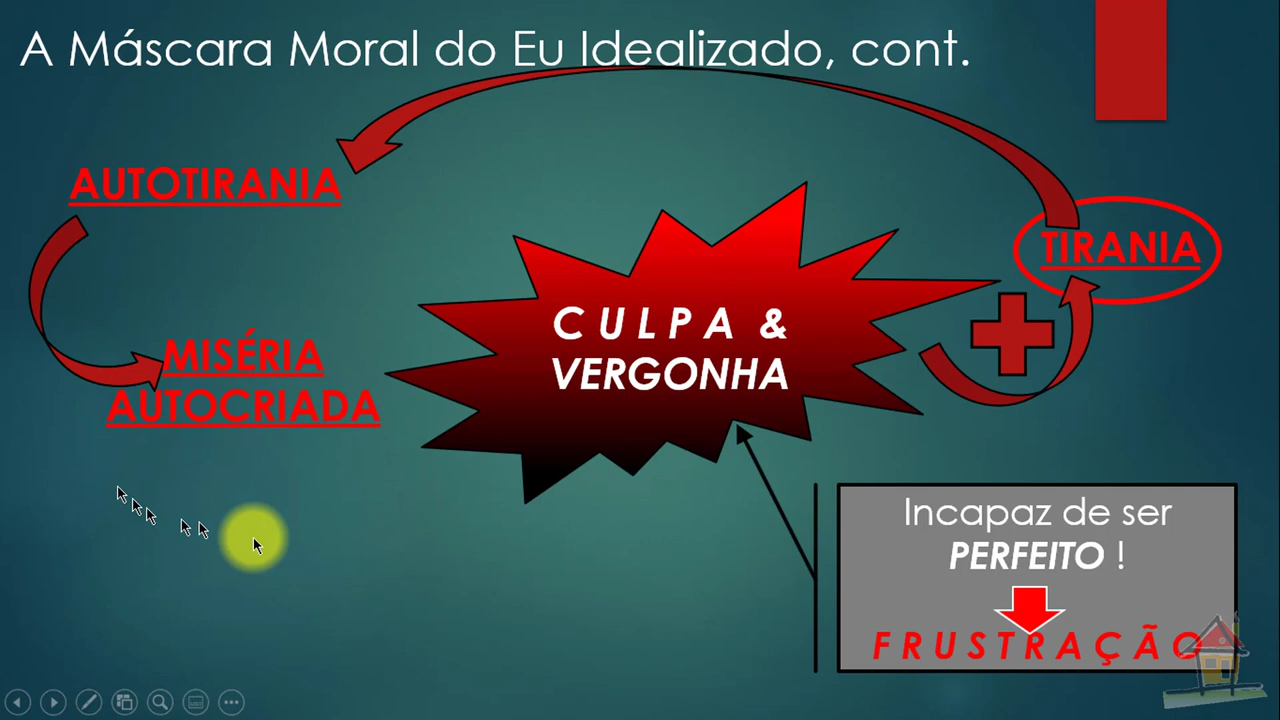 A Máscara Moral do Eu Idealizado, cont.
AUTOTIRANIA
TIRANIA
MISÉRIA
AUTOCRIADA
C U L P A &
VERGONHA
Incapaz de ser
PERFEITO !
F R U S T R A Ç Ã O